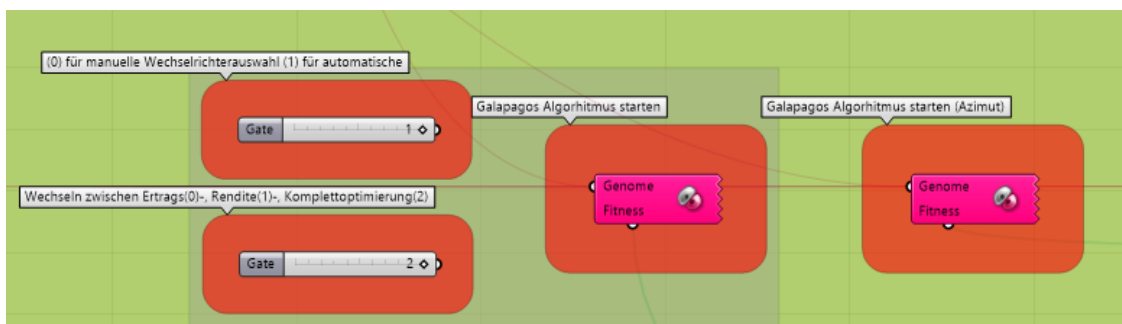 (0) für manuelle Wechselrichterauswahl (1) für automatische
Gate 1
Wechseln zwischen Ertrags(0)-, Rendite(1)-, Komplettoptimierung(2)
Gate 2
Galapagos Algorhitmus starten
Genome
Fitness
Galapagos Algorhitmus starten (Azimut)
Genome
Fitness